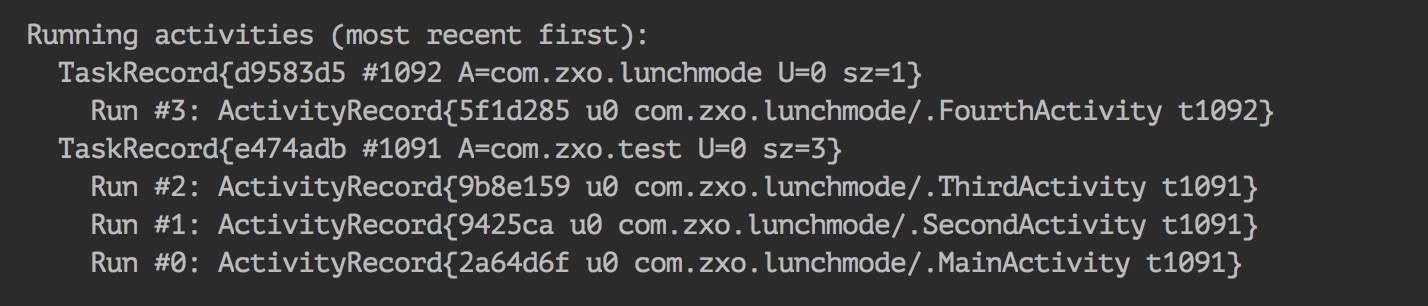 Running activities (most recent first):
TaskRecord{d9583d5 #1092 A=com.zxo.lunchmode U=0 sz=1}
Run #3: ActivityRecord{5f1d285 u0 com.zxo.lunchmode/.FourthActivity t1092}
TaskRecord{e474adb #1091 A=com.zxo.test U=0 sz=3}
Run #2: ActivityRecord{9b8e159 u0 com.zxo.lunchmode/.ThirdActivity t1091}
Run #1: ActivityRecord{9425ca u0 com.zxo.lunchmode/.SecondActivity t1091}
Run #0: ActivityRecord{2a64d6f u0 com.zxo.lunchmode/.MainActivity t1091}